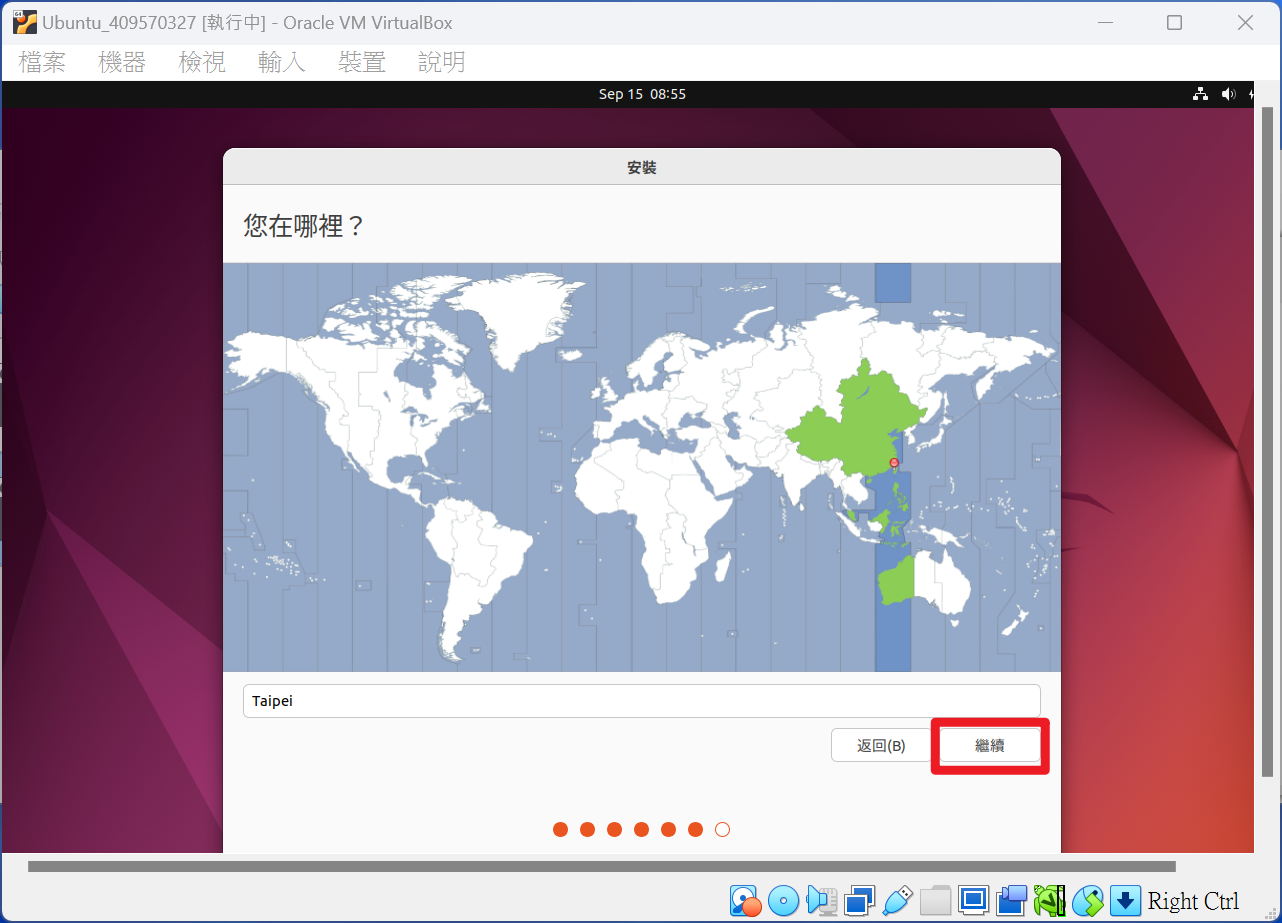 Ubuntu_409570327 [執行中] - Oracle VM VirtualBox
檔案 機器 檢視 輸入 裝置 說明
Sep 15 08:55
安裝
您在哪裡？
Taipei
返回(B) 繼續
Right Ctrl